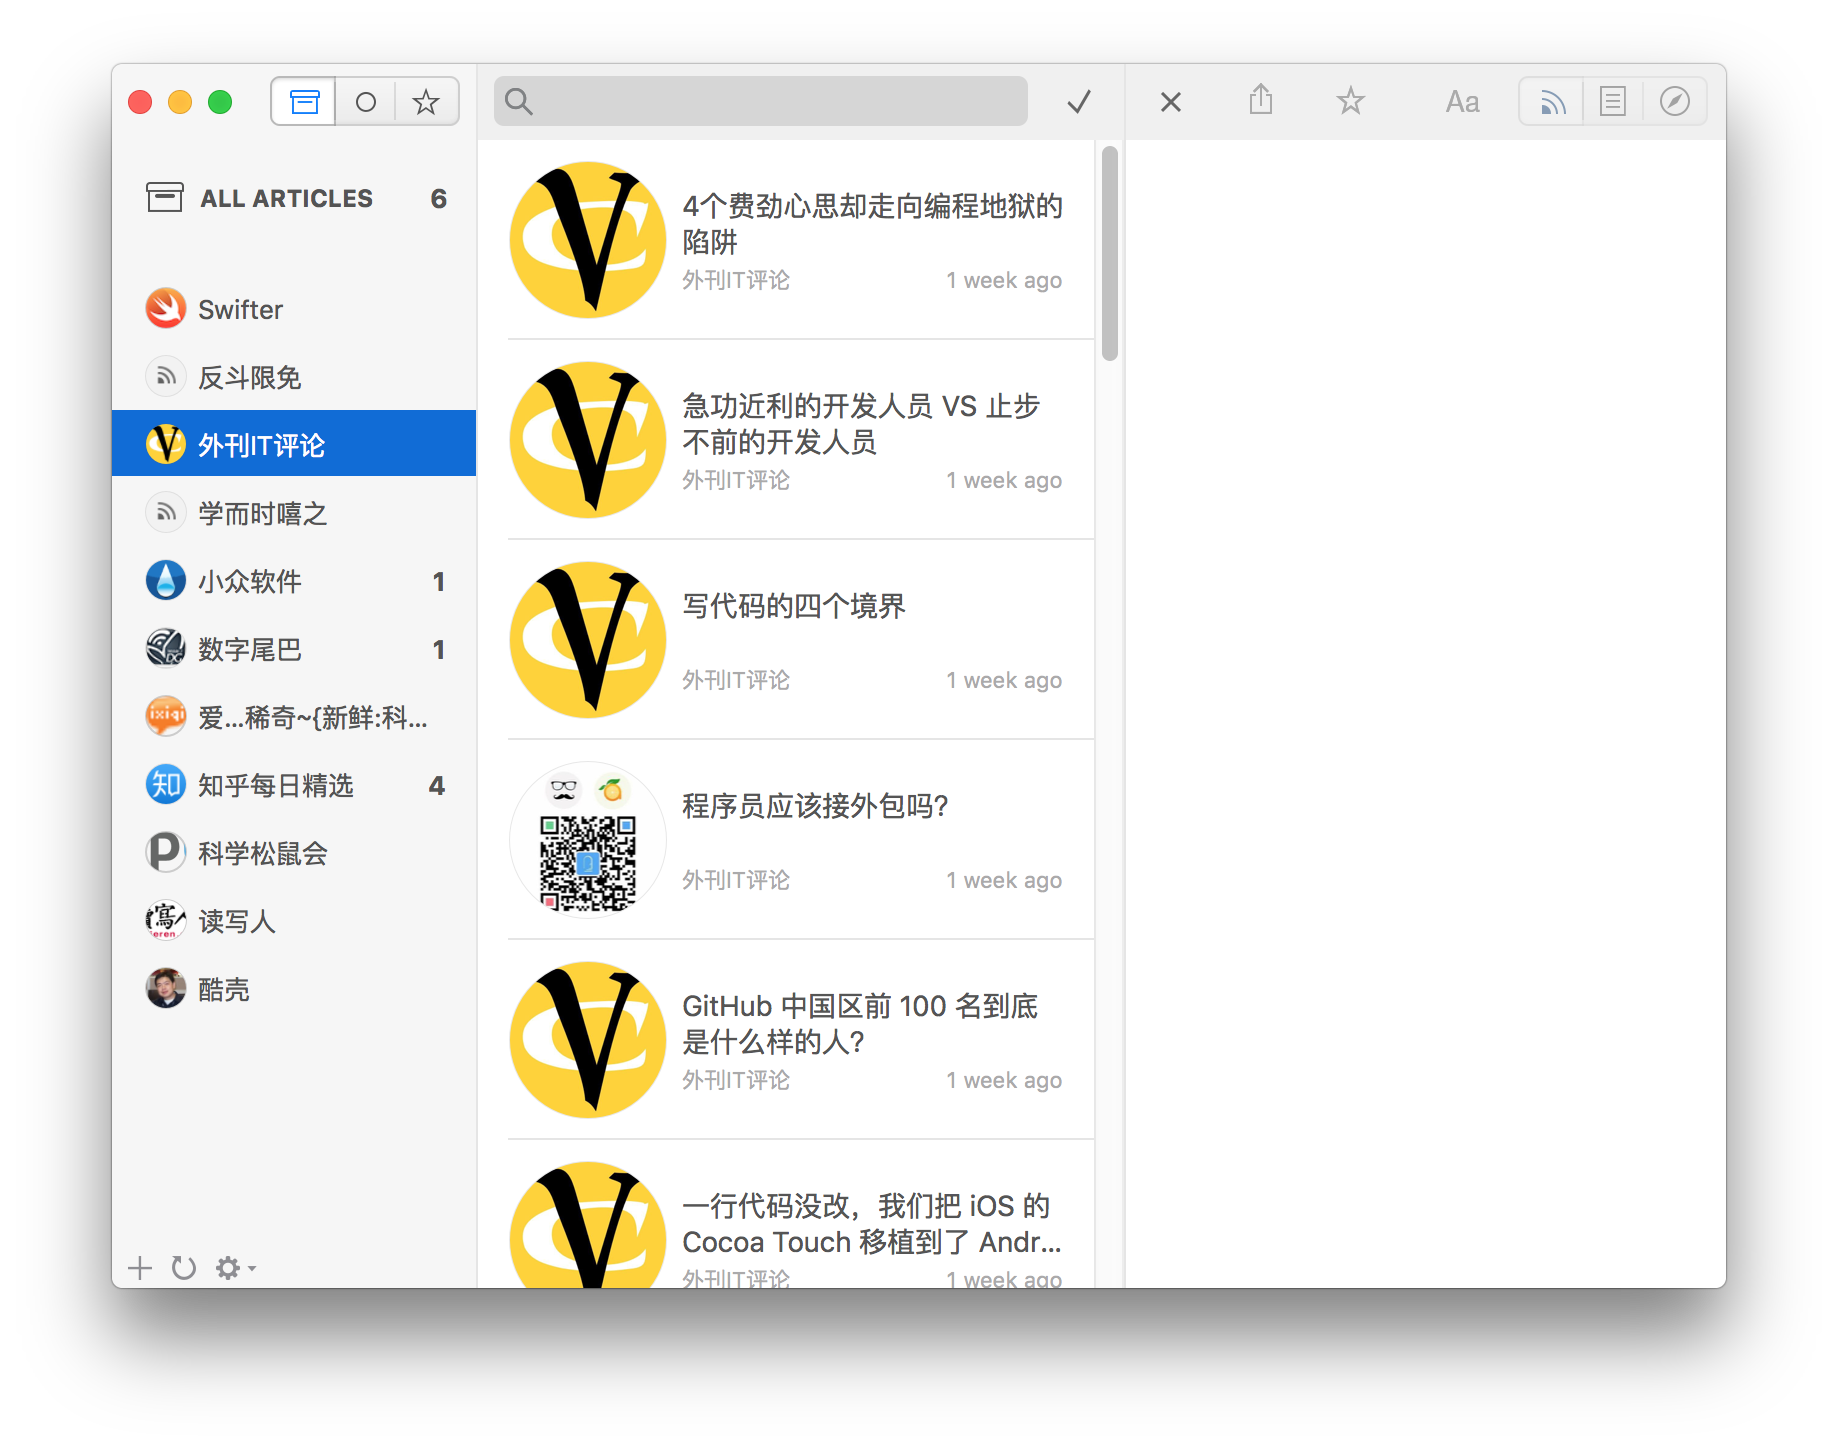 Aa
ALL ARTICLES 6
Swifter
反斗限免
外刊IT评论
学而时嘻之
小众软件 1
数字尾巴 1
爱...稀奇~{新鲜:科...
知乎每日精选 4
科学松鼠会
读写人
酷壳
4个费劲心思却走向编程地狱的
陷阱
外刊IT评论 1 week ago
急功近利的开发人员 VS 止步
不前的开发人员
外刊IT评论 1 week ago
写代码的四个境界
外刊IT评论 1 week ago
程序员应该接外包吗?
外刊IT评论 1 week ago
GitHub 中国区前 100 名到底
是什么样的人?
外刊IT评论 1 week ago
一行代码没改，我们把 iOS 的
Cocoa Touch 移植到了 Andr...
外刊IT评论 1 week ago